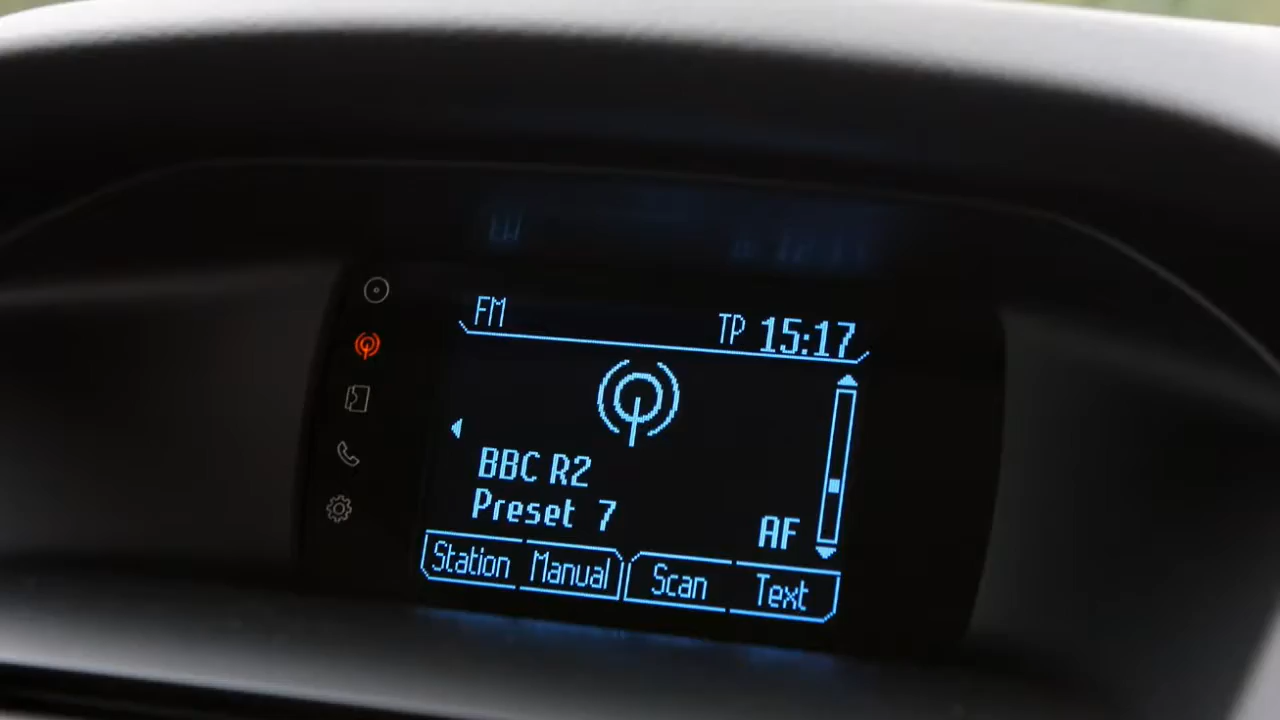 FM TP 15:17
BBC R2
Preset 7
AF
Station Manual Scan Text